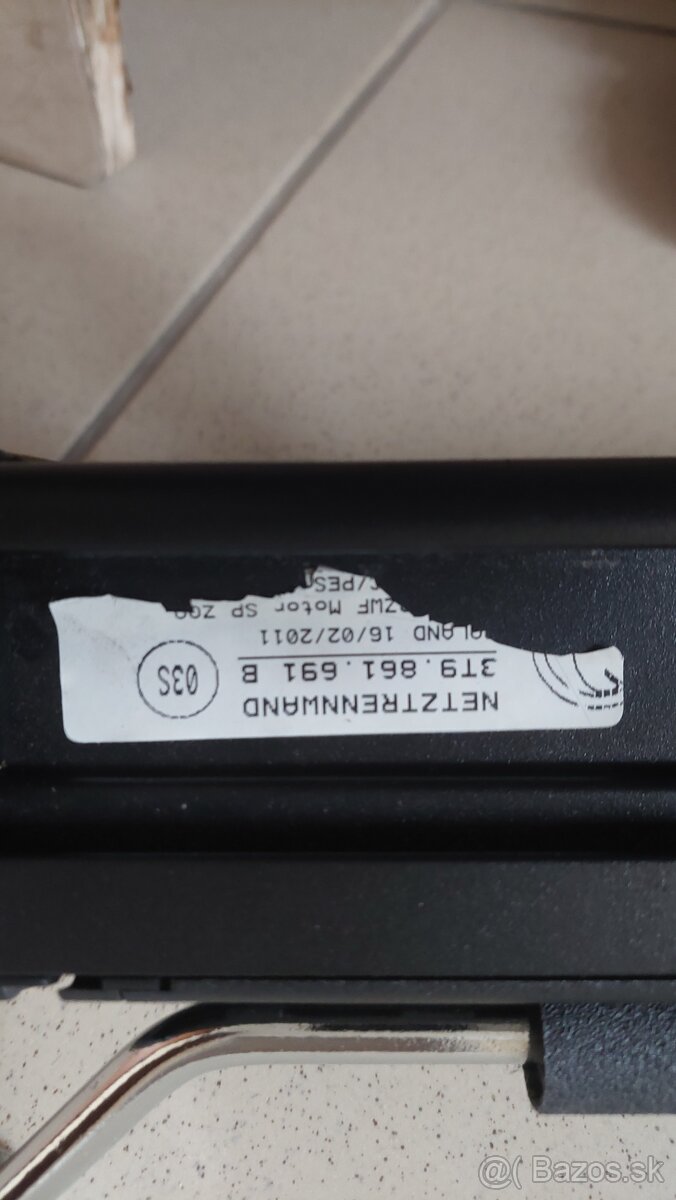 NETZTRENNWAND
3T9.861.691 B
03S
16/02/2011
Motor SP
@( Bazos.sk